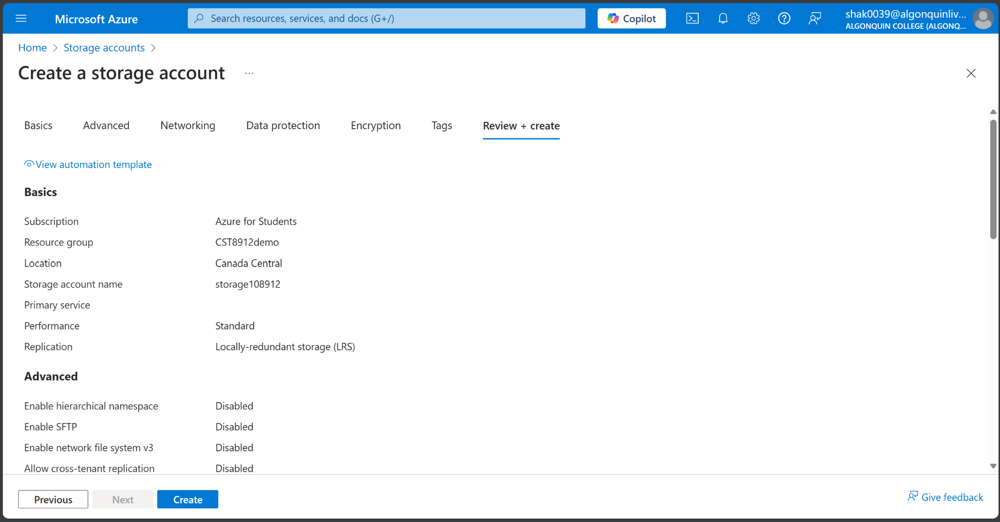 Microsoft Azure
Search resources, services, and docs (G+/)
Copilot
shak0039@algonquinliv...
ALGONQUIN COLLEGE (ALGONQ...
Home > Storage accounts >
Create a storage account ...
Basics Advanced Networking Data protection Encryption Tags Review + create
View automation template
Basics
Subscription Azure for Students
Resource group CST8912demo
Location Canada Central
Storage account name storage108912
Primary service
Performance Standard
Replication Locally-redundant storage (LRS)
Advanced
Enable hierarchical namespace Disabled
Enable SFTP Disabled
Enable network file system v3 Disabled
Allow cross-tenant replication Disabled
Previous Next Create Give feedback